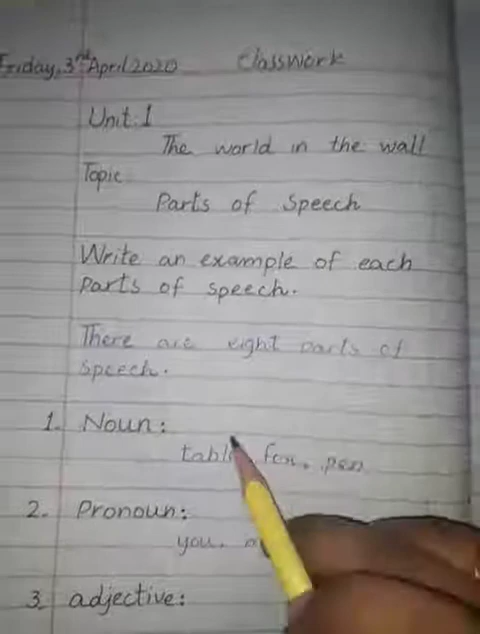 Friday, 3rd April 2020 Classwork
Unit:1
The world in the wall
Topic
Parts of Speech
Write an example of each
Parts of speech.
There are eight parts of
speech.
1. Noun:
fan, pen
2. Pronoun:
you,
3. adjective: